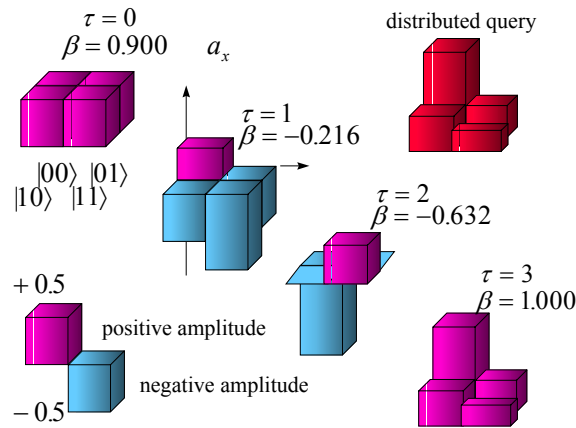 τ = 0
β = 0.900
a_x
distributed query
τ = 1
β = −0.216
|00⟩ |01⟩
|10⟩ |11⟩
τ = 2
β = −0.632
+ 0.5
positive amplitude
τ = 3
β = 1.000
negative amplitude
− 0.5